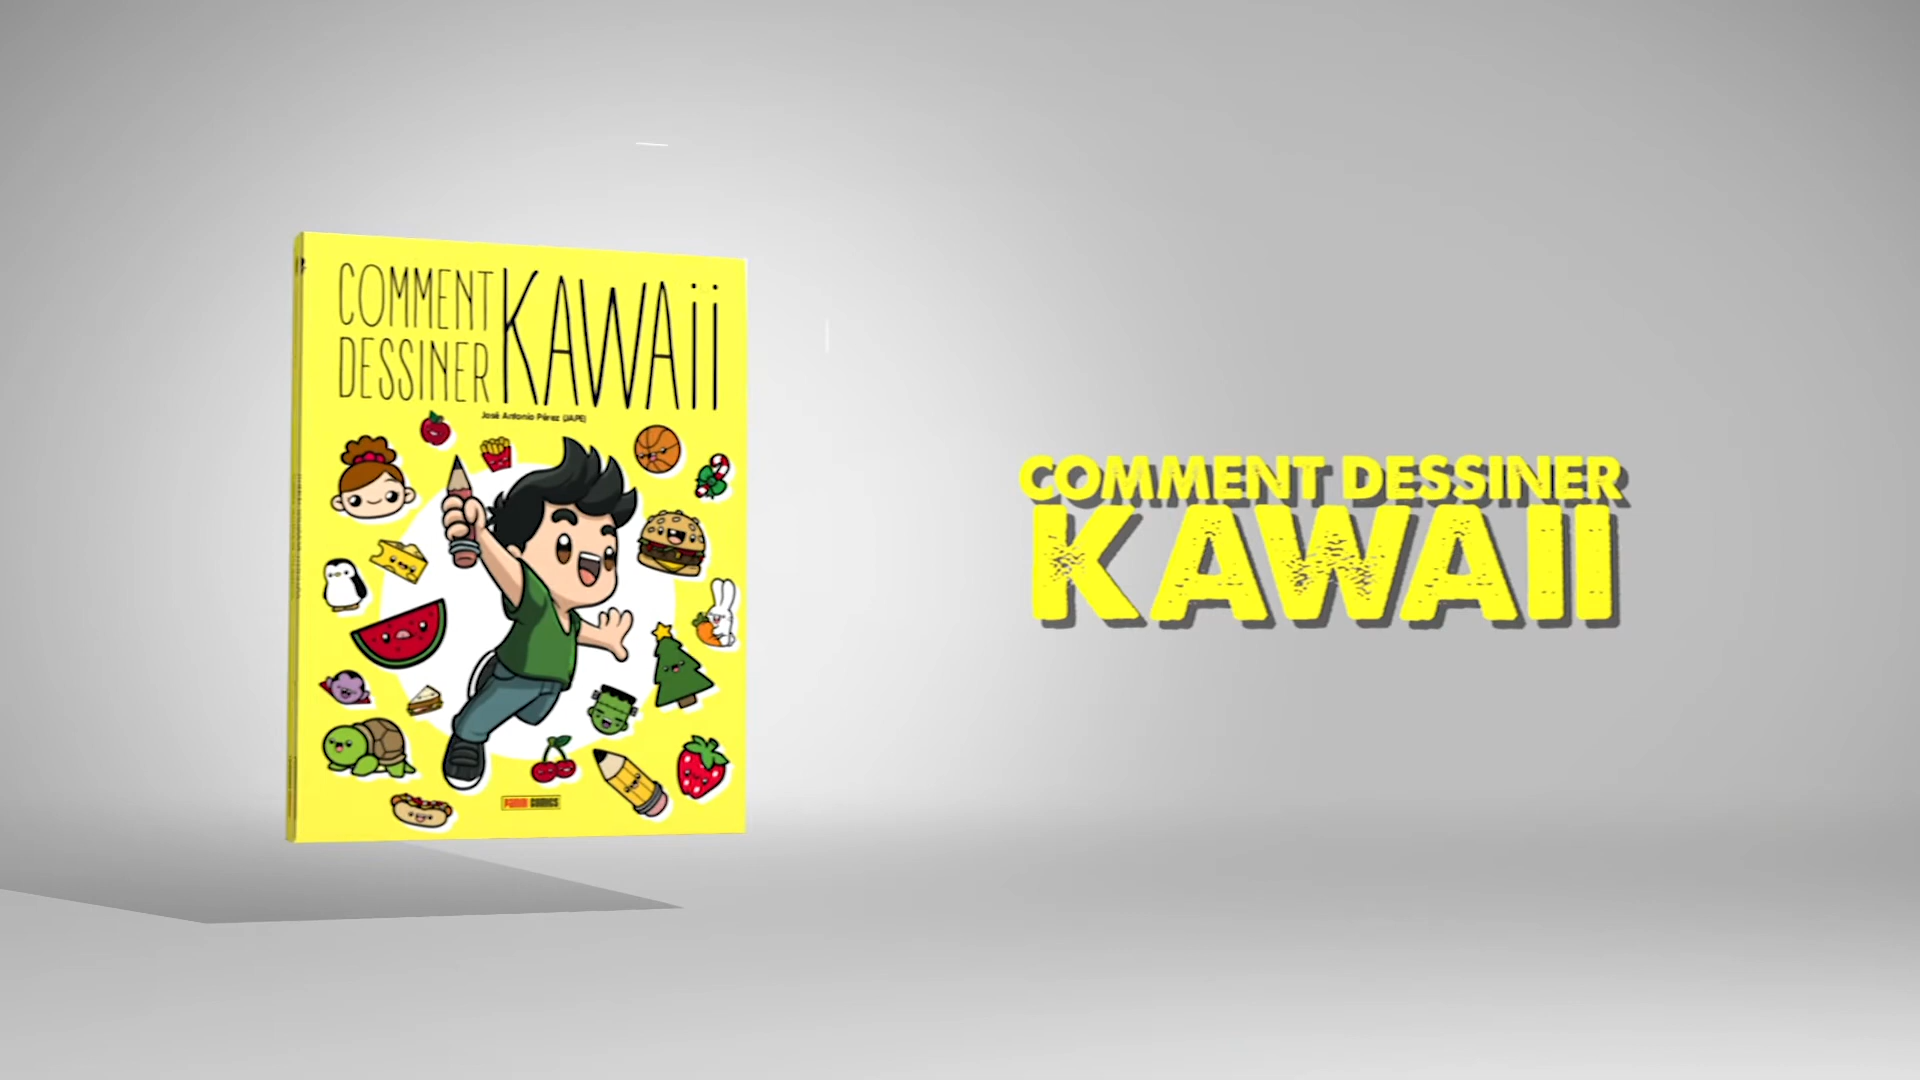 COMMENT
DESSINER
KAWAii
José Antonio Pérez (JAPE)
PANINI COMICS
COMMENT DESSINER
KAWAII